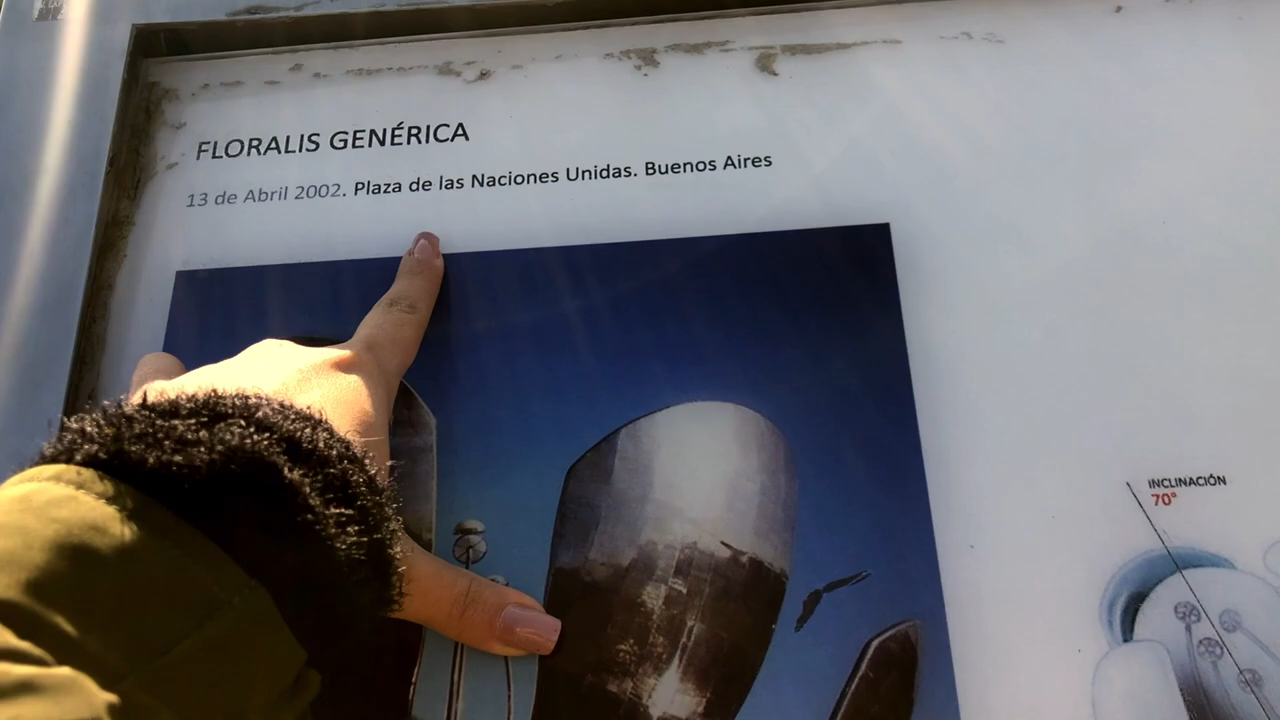 FLORALIS GENÉRICA
13 de Abril 2002. Plaza de las Naciones Unidas. Buenos Aires
INCLINACIÓN
70°